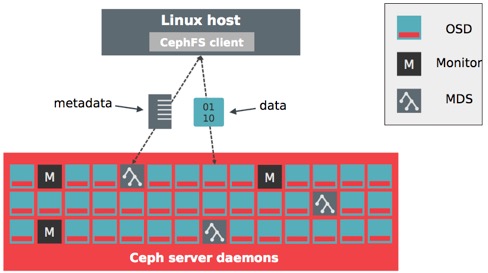 Linux host
CephFS client
metadata
01
10
data
OSD
M
Monitor
MDS
M
M
M
Ceph server daemons